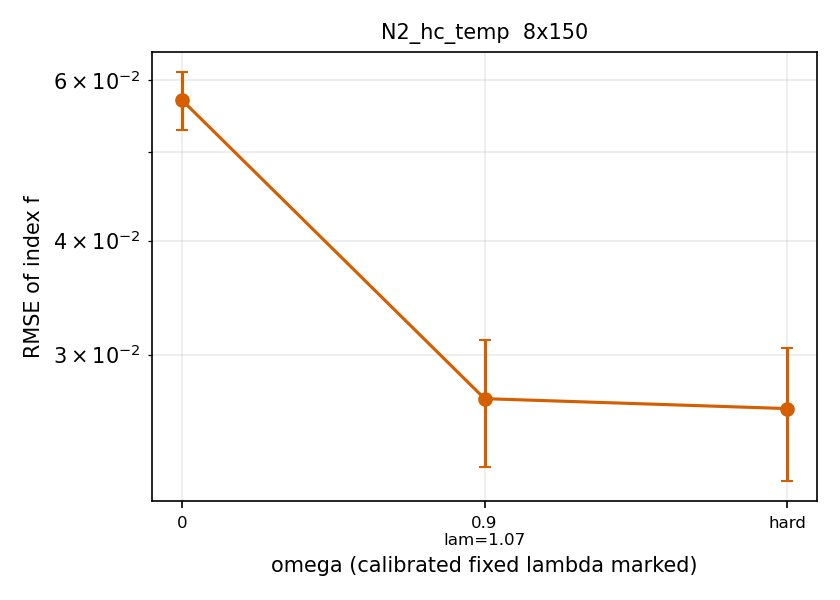 N2_hc_temp 8x150
RMSE of index f
6 × 10⁻²
4 × 10⁻²
3 × 10⁻²
0
0.9
lam=1.07
hard
omega (calibrated fixed lambda marked)